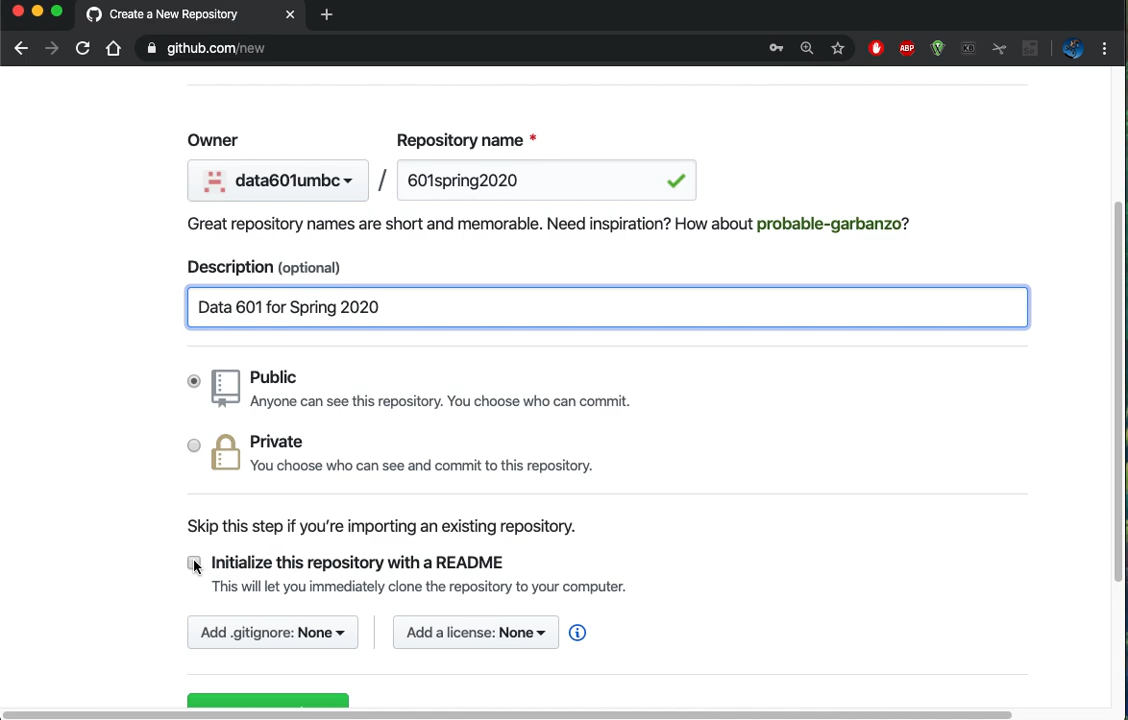 Create a New Repository
github.com/new
ABP
Owner
Repository name *
data601umbc
/
601spring2020
Great repository names are short and memorable. Need inspiration? How about probable-garbanzo?
Description (optional)
Data 601 for Spring 2020
Public
Anyone can see this repository. You choose who can commit.
Private
You choose who can see and commit to this repository.
Skip this step if you're importing an existing repository.
Initialize this repository with a README
This will let you immediately clone the repository to your computer.
Add .gitignore: None
Add a license: None